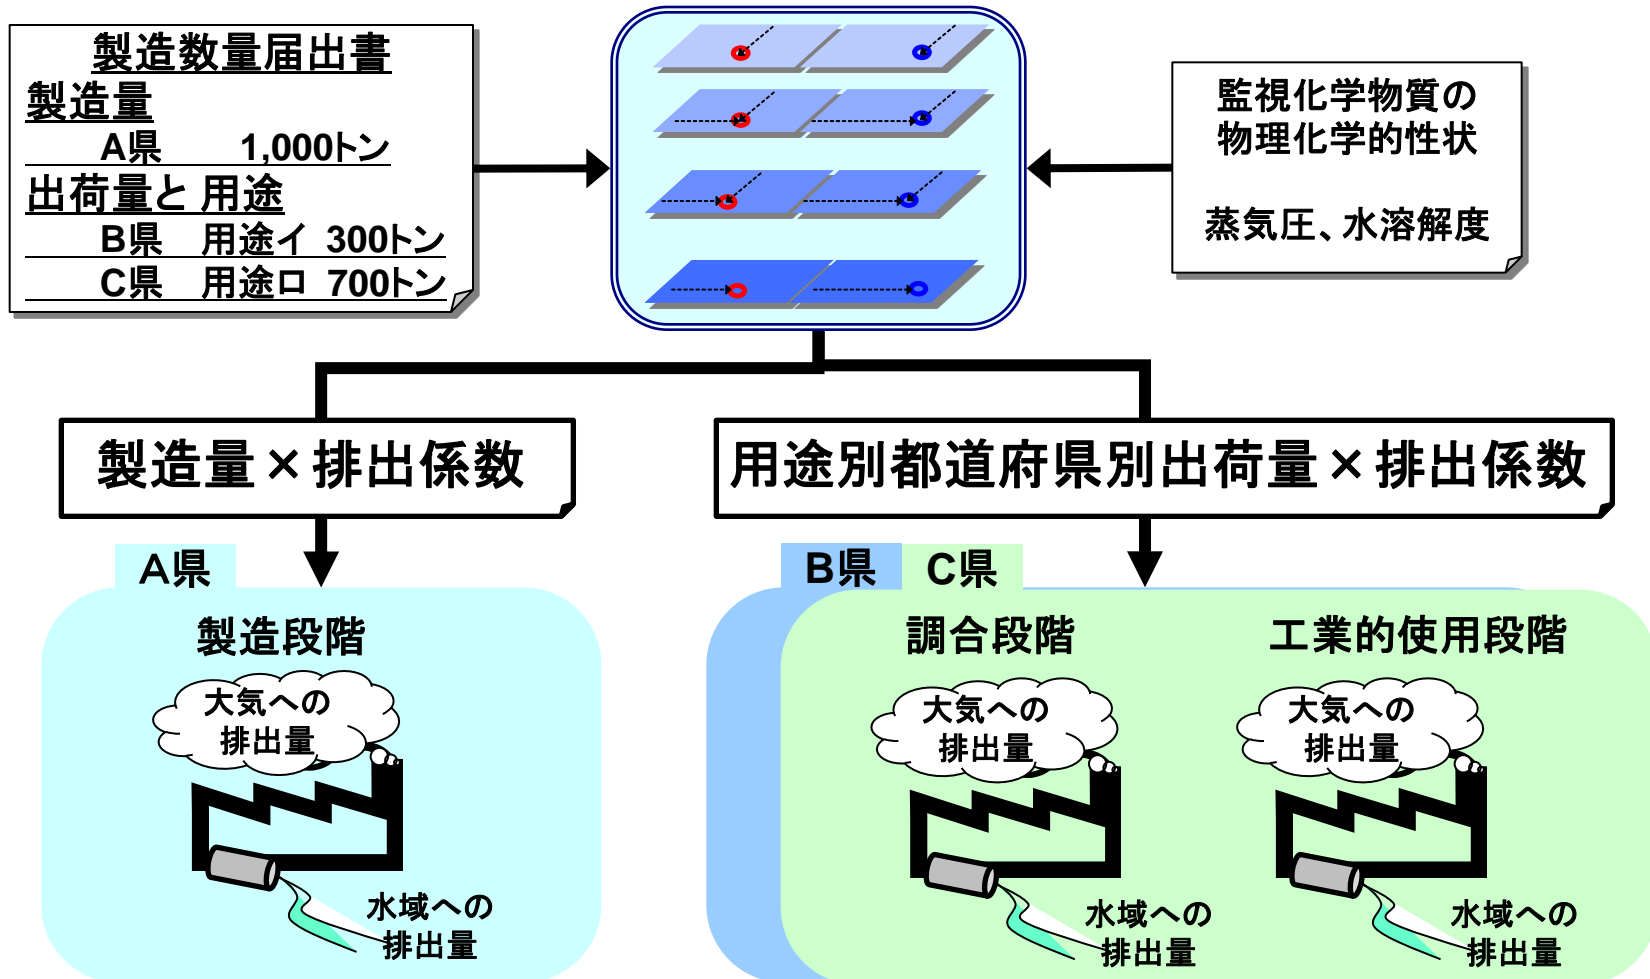 製造数量届出書
製造量
A県 1,000トン
出荷量と 用途
B県 用途イ 300トン
C県 用途ロ 700トン
監視化学物質の
物理化学的性状
蒸気圧、水溶解度
製造量×排出係数
用途別都道府県別出荷量×排出係数
A県
製造段階
大気への
排出量
水域への
排出量
B県
C県
調合段階
大気への
排出量
水域への
排出量
工業的使用段階
大気への
排出量
水域への
排出量